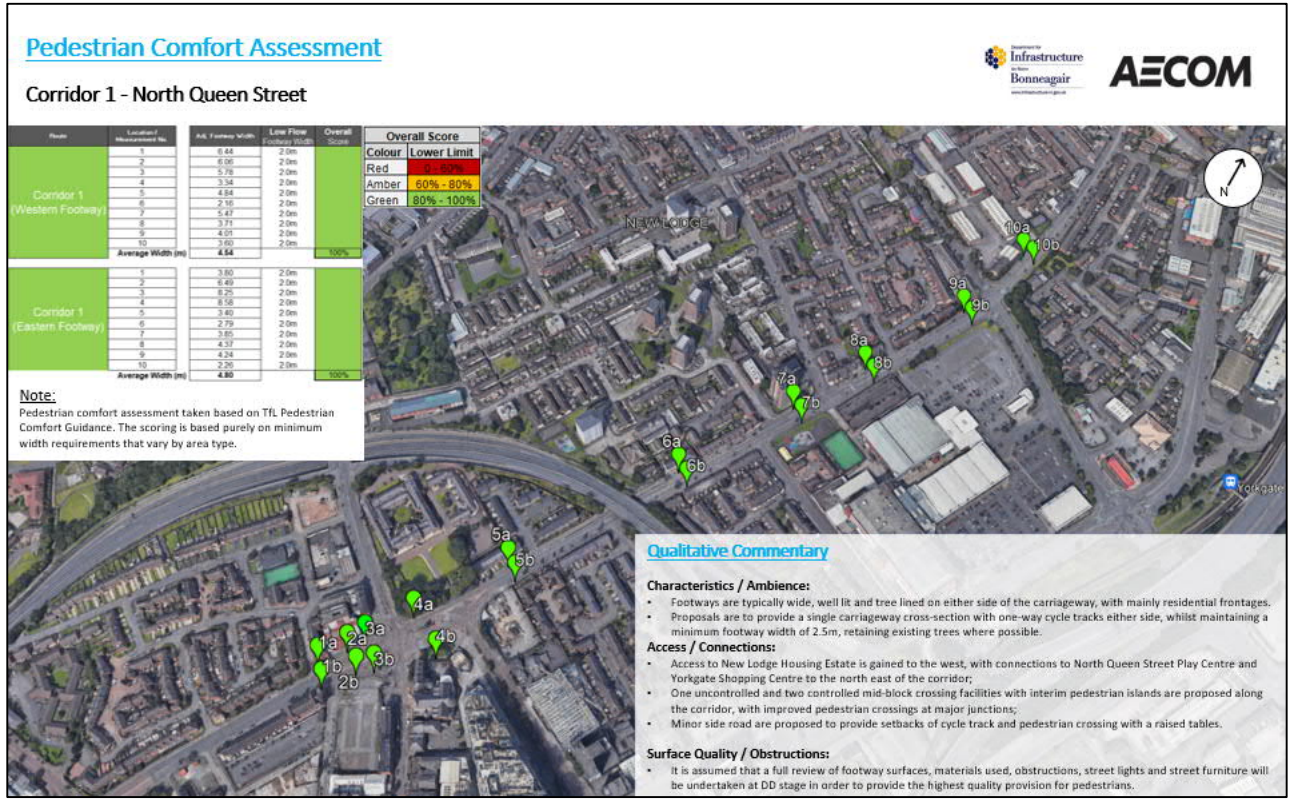 Pedestrian Comfort Assessment
Corridor 1 - North Queen Street
Department for
Infrastructure
Bonneagair
AECOM
Route Location / Measurement No. Adj. Footway Width Low Flow Footway Width Overall Score
Corridor 1 (Western Footway)
1 6.44 2.0m
2 6.06 2.0m
3 5.78 2.0m
4 3.34 2.0m
5 4.84 2.0m
6 2.16 2.0m
7 5.47 2.0m
8 3.71 2.0m
9 4.01 2.0m
10 3.60 2.0m
Average Width (m) 4.54 100%
Corridor 1 (Eastern Footway)
1 3.80 2.0m
2 6.49 2.0m
3 8.25 2.0m
4 8.58 2.0m
5 3.40 2.0m
6 2.79 2.0m
7 3.85 2.0m
8 4.37 2.0m
9 4.24 2.0m
10 2.26 2.0m
Average Width (m) 4.80 100%
Overall Score
Colour Lower Limit
Red 0 - 60%
Amber 60% - 80%
Green 80% - 100%
Note:
Pedestrian comfort assessment taken based on TfL Pedestrian
Comfort Guidance. The scoring is based purely on minimum
width requirements that vary by area type.
N
NEW LODGE
10a
10b
9a
9b
8a
8b
7a
7b
6a
6b
Yorkgate
5a
5b
4a
4b
3a
3b
2a
2b
1a
1b
Qualitative Commentary
Characteristics / Ambience:
• Footways are typically wide, well lit and tree lined on either side of the carriageway, with mainly residential frontages.
• Proposals are to provide a single carriageway cross-section with one-way cycle tracks either side, whilst maintaining a
minimum footway width of 2.5m, retaining existing trees where possible.
Access / Connections:
• Access to New Lodge Housing Estate is gained to the west, with connections to North Queen Street Play Centre and
Yorkgate Shopping Centre to the north east of the corridor;
• One uncontrolled and two controlled mid-block crossing facilities with interim pedestrian islands are proposed along
the corridor, with improved pedestrian crossings at major junctions;
• Minor side road are proposed to provide setbacks of cycle track and pedestrian crossing with a raised tables.
Surface Quality / Obstructions:
• It is assumed that a full review of footway surfaces, materials used, obstructions, street lights and street furniture will
be undertaken at DD stage in order to provide the highest quality provision for pedestrians.